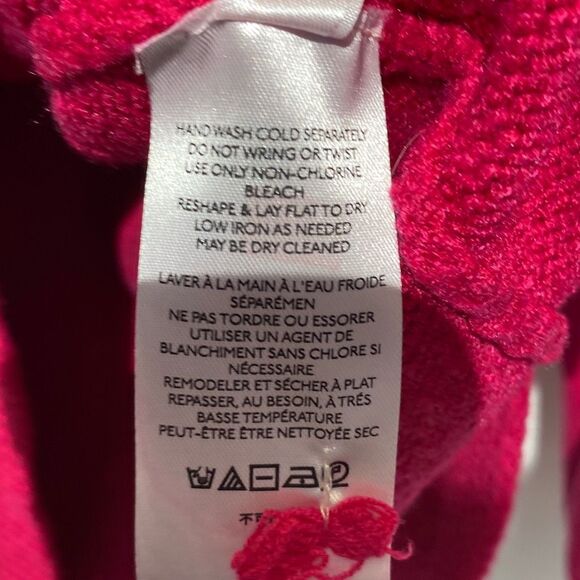 HAND WASH COLD SEPARATELY
DO NOT WRING OR TWIST
USE ONLY NON-CHLORINE
BLEACH
RESHAPE & LAY FLAT TO DRY
LOW IRON AS NEEDED
MAY BE DRY CLEANED
LAVER À LA MAIN À L'EAU FROIDE
SÉPARÉMEN
NE PAS TORDRE OU ESSORER
UTILISER UN AGENT DE
BLANCHIMENT SANS CHLORE SI
NÉCESSAIRE
REMODELER ET SÉCHER À PLAT
REPASSER, AU BESOIN, À TRÉS
BASSE TEMPÉRATURE
PEUT-ÊTRE ÊTRE NETTOYÉE SEC